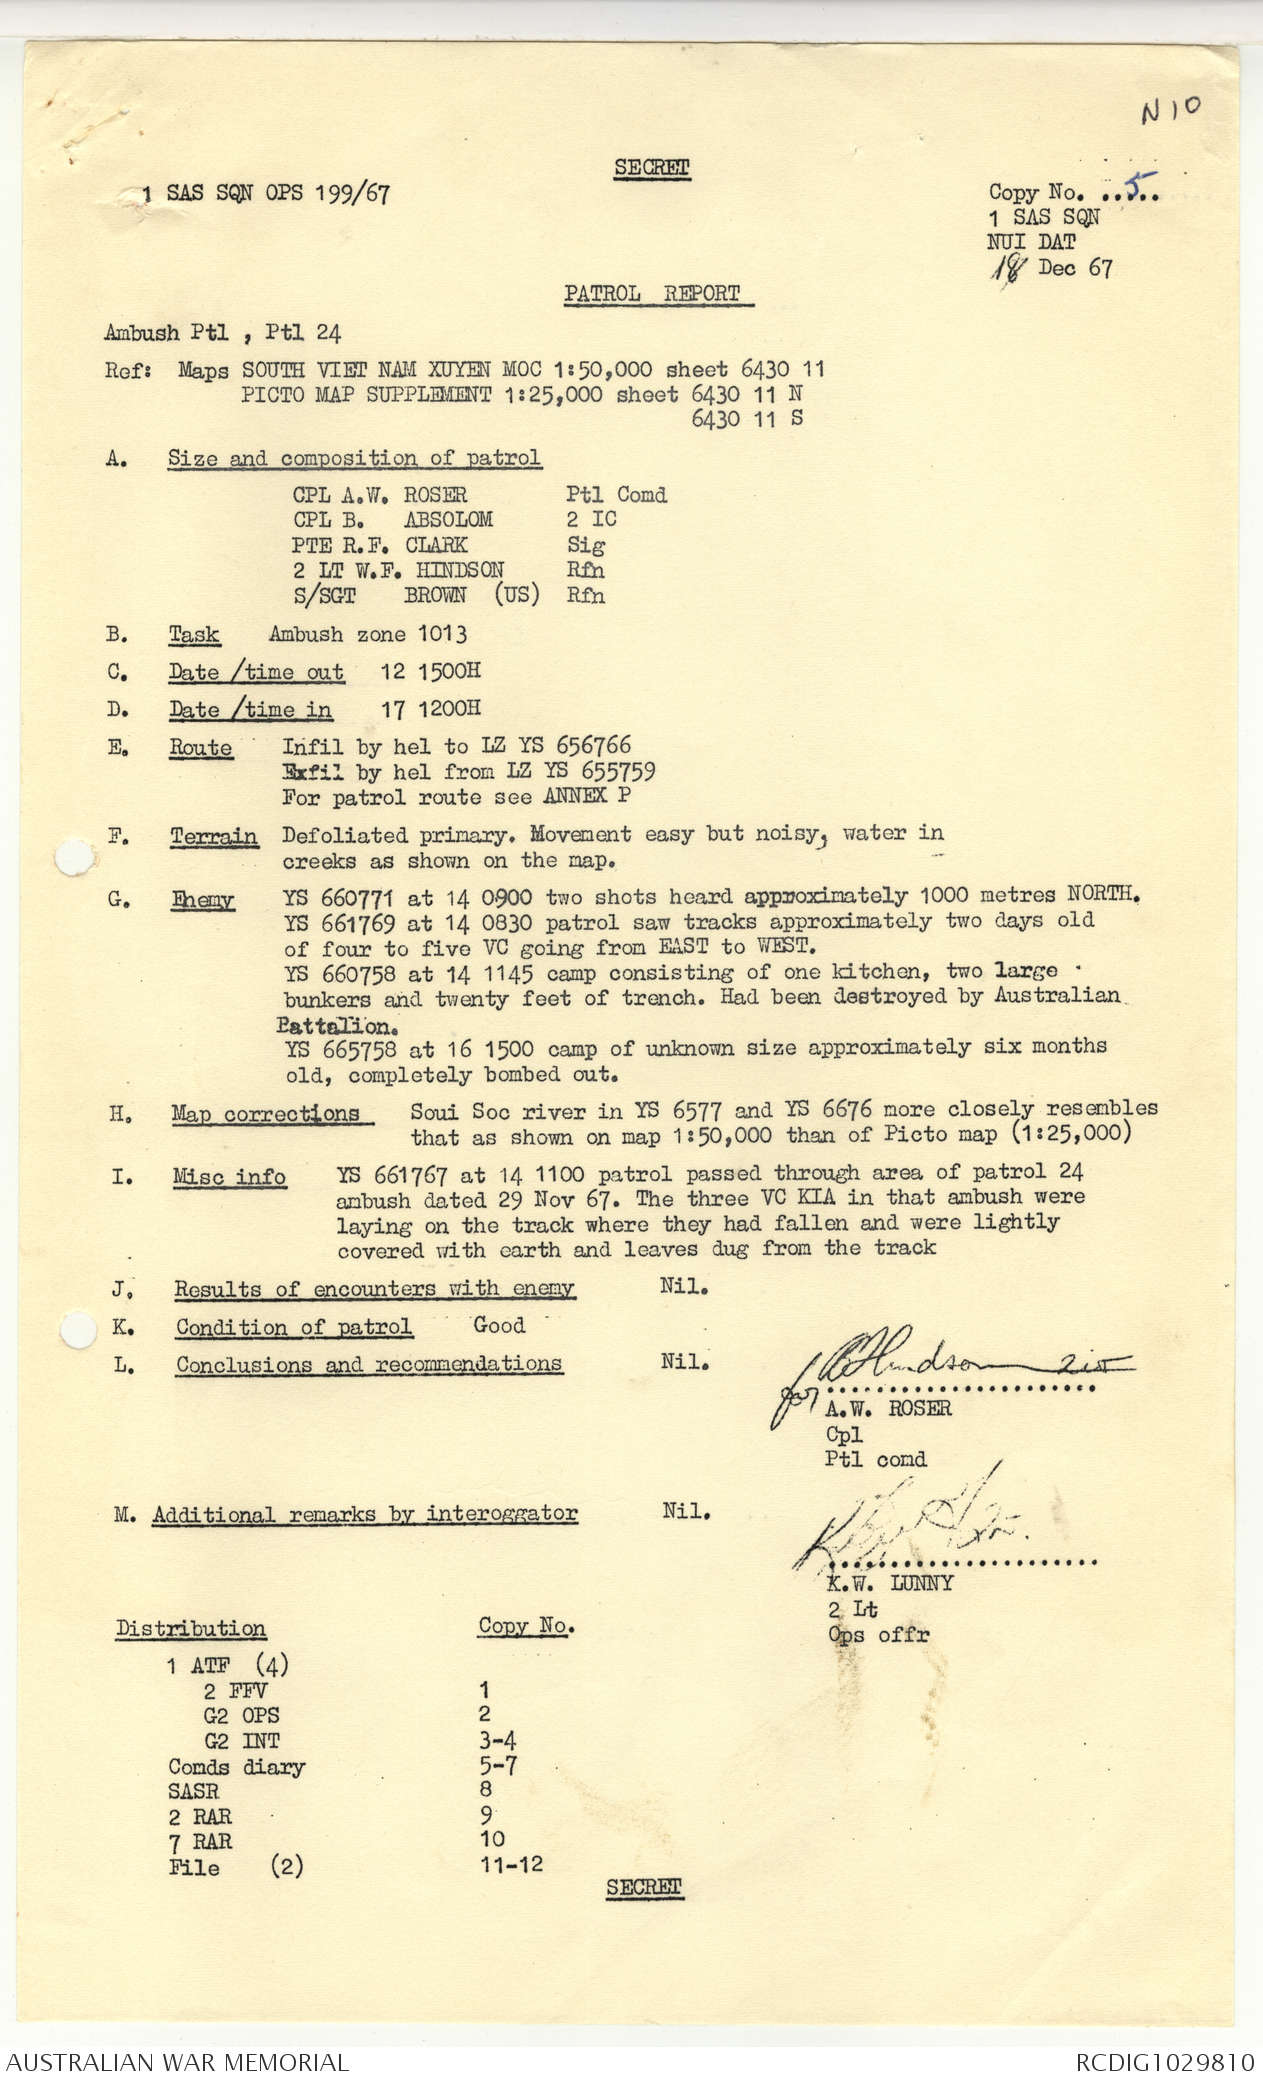 N10
SECRET
1 SAS SQN OPS 199/67
Copy No. ..5..
1 SAS SQN
NUI DAT
18 Dec 67
PATROL REPORT
Ambush Ptl , Ptl 24
Ref: Maps SOUTH VIET NAM XUYEN MOC 1:50,000 sheet 6430 11
PICTO MAP SUPPLEMENT 1:25,000 sheet 6430 11 N
6430 11 S
A. Size and composition of patrol
CPL A.W. ROSER Ptl Comd
CPL B. ABSOLOM 2 IC
PTE R.F. CLARK Sig
2 LT W.F. HINDSON Rfn
S/SGT BROWN (US) Rfn
B. Task Ambush zone 1013
C. Date /time out 12 1500H
D. Date /time in 17 1200H
E. Route Infil by hel to LZ YS 656766
Exfil by hel from LZ YS 655759
For patrol route see ANNEX P
F. Terrain Defoliated primary. Movement easy but noisy, water in
creeks as shown on the map.
G. Enemy YS 660771 at 14 0900 two shots heard approximately 1000 metres NORTH.
YS 661769 at 14 0830 patrol saw tracks approximately two days old
of four to five VC going from EAST to WEST.
YS 660758 at 14 1145 camp consisting of one kitchen, two large
bunkers and twenty feet of trench. Had been destroyed by Australian
Battalion.
YS 665758 at 16 1500 camp of unknown size approximately six months
old, completely bombed out.
H. Map corrections Soui Soc river in YS 6577 and YS 6676 more closely resembles
that as shown on map 1:50,000 than of Picto map (1:25,000)
I. Misc info YS 661767 at 14 1100 patrol passed through area of patrol 24
ambush dated 29 Nov 67. The three VC KIA in that ambush were
laying on the track where they had fallen and were lightly
covered with earth and leaves dug from the track
J. Results of encounters with enemy Nil.
K. Condition of patrol Good
L. Conclusions and recommendations Nil.
for
A.W. ROSER
Cpl
Ptl comd
M. Additional remarks by interoggator Nil.
K.W. LUNNY
2 Lt
Ops offr
Distribution Copy No.
1 ATF (4)
2 FFV 1
G2 OPS 2
G2 INT 3-4
Comds diary 5-7
SASR 8
2 RAR 9
7 RAR 10
File (2) 11-12
SECRET
AUSTRALIAN WAR MEMORIAL RCDIG1029810